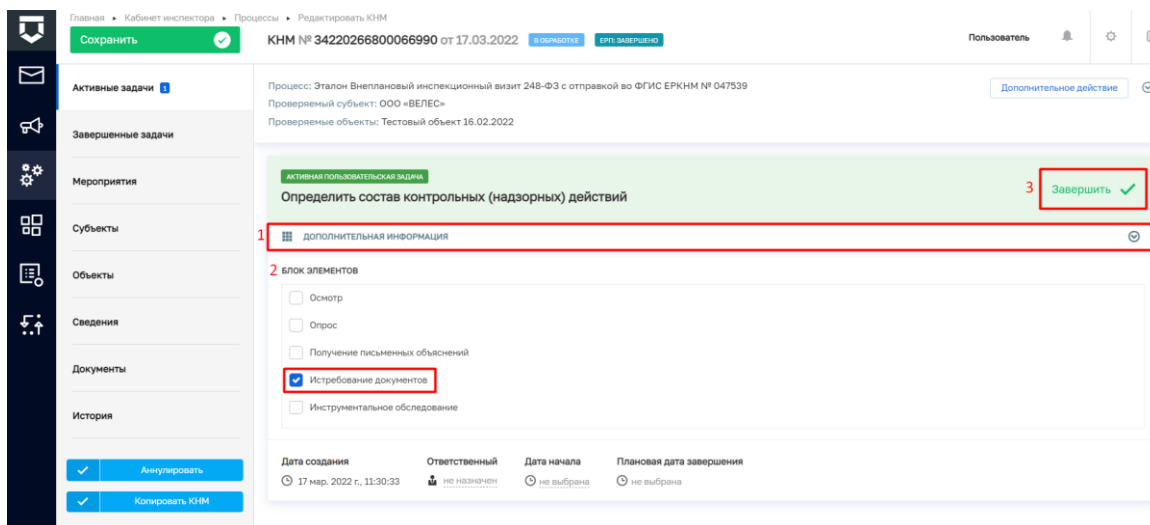 Главная ▸ Кабинет инспектора ▸ Процессы ▸ Редактировать КНМ
Сохранить
КНМ № 34220266800066990 от 17.03.2022 В ОБРАБОТКЕ ЕРП: ЗАВЕРШЕНО
Пользователь
Активные задачи 1
Завершенные задачи
Мероприятия
Субъекты
Объекты
Сведения
Документы
История
Аннулировать
Копировать КНМ
Процесс: Эталон Внеплановый инспекционный визит 248-ФЗ с отправкой во ФГИС ЕРКНМ № 047539
Дополнительное действие
Проверяемый субъект: ООО «ВЕЛЕС»
Проверяемые объекты: Тестовый объект 16.02.2022
АКТИВНАЯ ПОЛЬЗОВАТЕЛЬСКАЯ ЗАДАЧА
Определить состав контрольных (надзорных) действий
3 Завершить
1 ДОПОЛНИТЕЛЬНАЯ ИНФОРМАЦИЯ
2 БЛОК ЭЛЕМЕНТОВ
Осмотр
Опрос
Получение письменных объяснений
Истребование документов
Инструментальное обследование
Дата создания Ответственный Дата начала Плановая дата завершения
17 мар. 2022 г., 11:30:33 не назначен не выбрана не выбрана